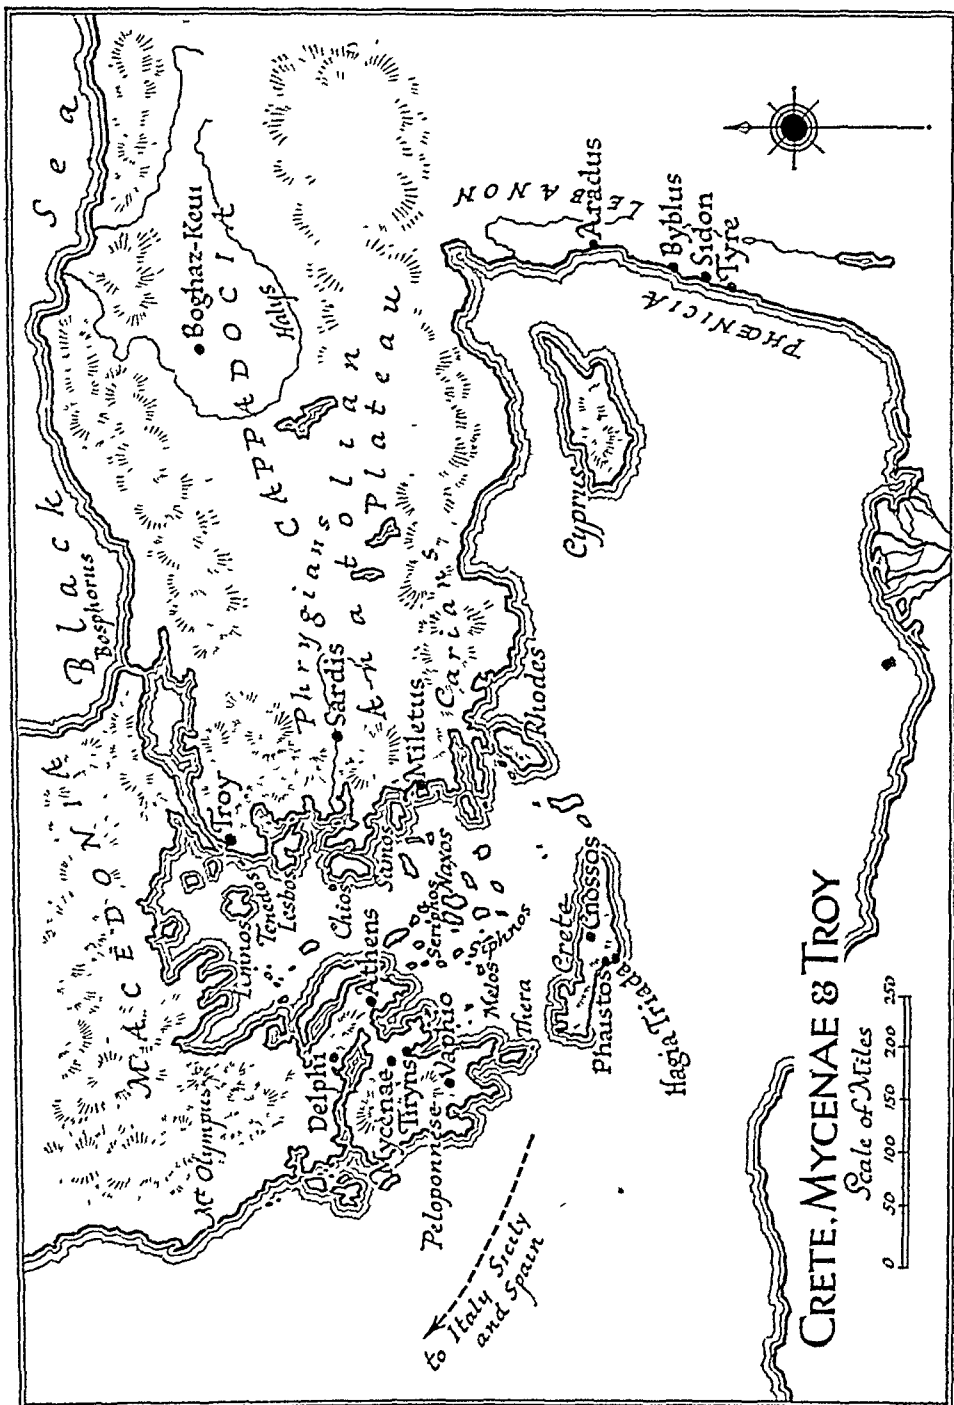 Black Sea
Bosphorus
MACEDONIA
Mt Olympus
Troy
Limnos
Tenedos
Lesbos
Phrygians
Sardis
CAPPADOCIA
Boghaz-Keui
Halys
Anatolian
Plateau
Delphi
Athens
Chios
Samos
Miletus
Carians
Mycenae
Tiryns
Peloponnese
Vaphio
Seriphos
Naxos
Melos
Thera
Rhodes
to Italy Sicily
and Spain
Crete
Cnossos
Phaistos
Hagia Triada
Cyprus
LEBANON
Aradus
Byblus
Sidon
Tyre
PHŒNICIA
CRETE, MYCENAE & TROY
Scale of Miles
0 50 100 150 200 250